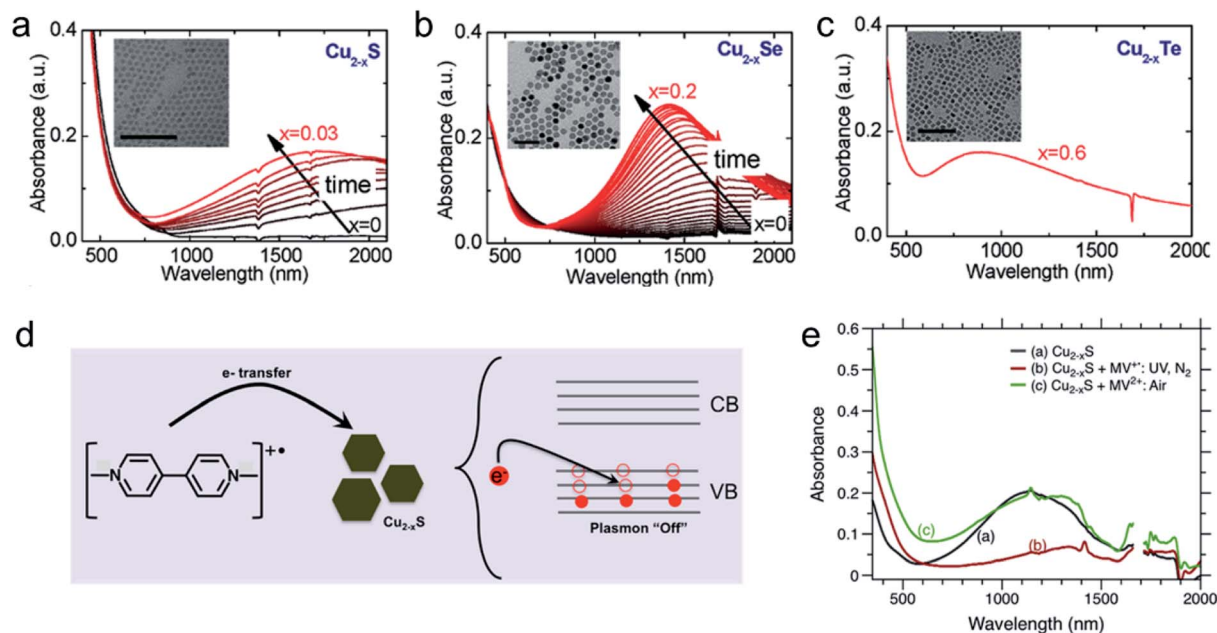 a
Cu2-xS
Absorbance (a.u.)
0.4
0.2
0.0
x=0.03
time
x=0
500 1000 1500 2000
Wavelength (nm)
b
Cu2-xSe
Absorbance (a.u.)
0.4
0.2
0.0
x=0.2
time
x=0
500 1000 1500 2000
Wavelength (nm)
c
Cu2-xTe
Absorbance (a.u.)
0.4
0.2
0.0
x=0.6
500 1000 1500 2000
Wavelength (nm)
d
e- transfer
N
N
+•
Cu2-xS
e-
CB
VB
Plasmon “Off”
e
Absorbance
0.6
0.5
0.4
0.3
0.2
0.1
0
(a) Cu2-xS
(b) Cu2-xS + MV+•: UV, N2
(c) Cu2-xS + MV2+: Air
(c)
(a)
(b)
500 1000 1500 2000
Wavelength (nm)